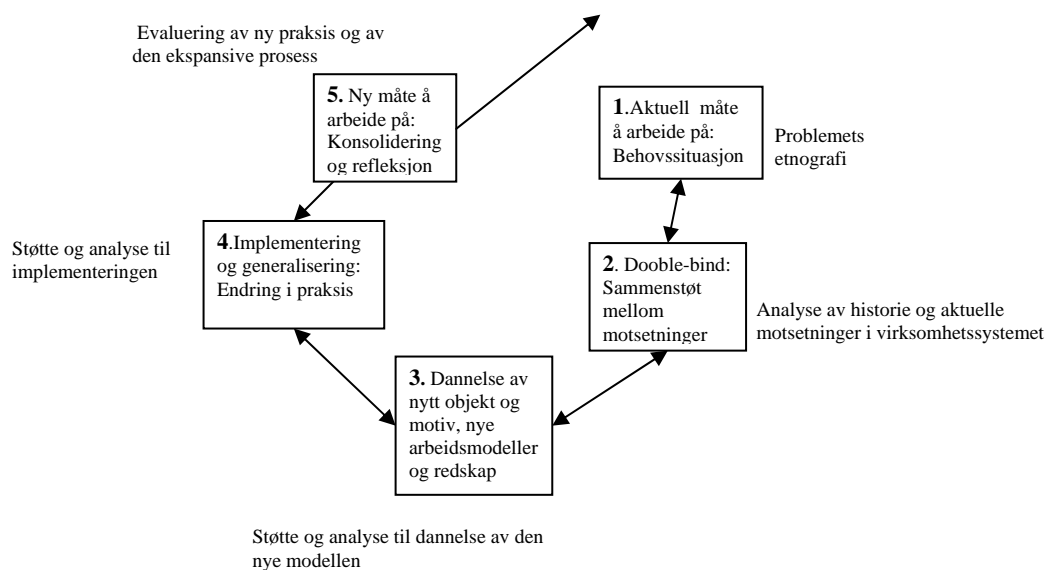 Evaluering av ny praksis og av
den ekspansive prosess
5. Ny måte å
arbeide på:
Konsolidering
og refleksjon
1.Aktuell måte
å arbeide på:
Behovssituasjon
Problemets
etnografi
Støtte og analyse til
implementeringen
4.Implementering
og generalisering:
Endring i praksis
2. Dooble-bind:
Sammenstøt
mellom
motsetninger
Analyse av historie og aktuelle
motsetninger i virksomhetssystemet
3. Dannelse av
nytt objekt og
motiv, nye
arbeidsmodeller
og redskap
Støtte og analyse til dannelse av den
nye modellen